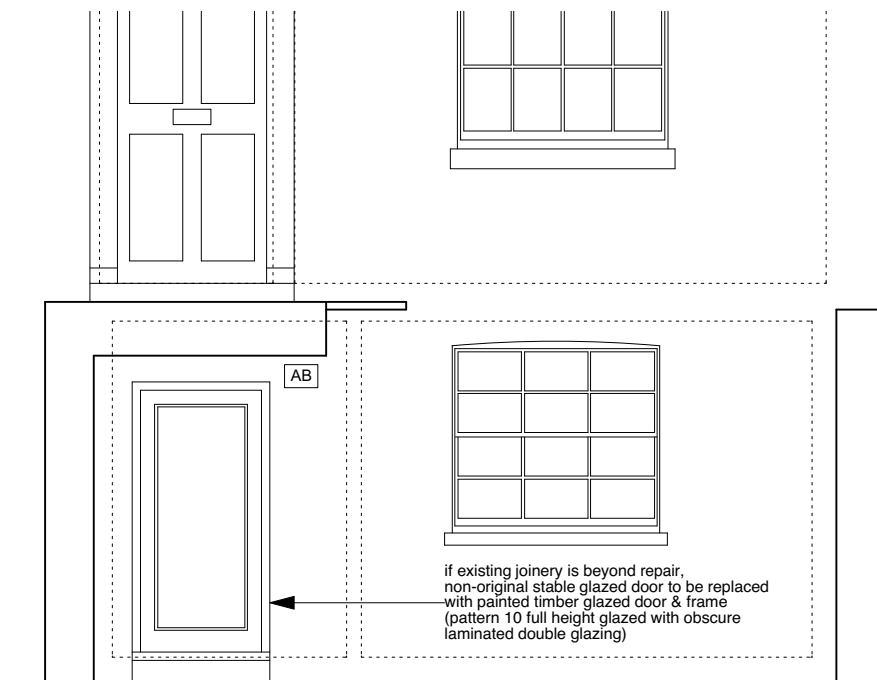 AB
if existing joinery is beyond repair,
non-original stable glazed door to be replaced
with painted timber glazed door & frame
(pattern 10 full height glazed with obscure
laminated double glazing)